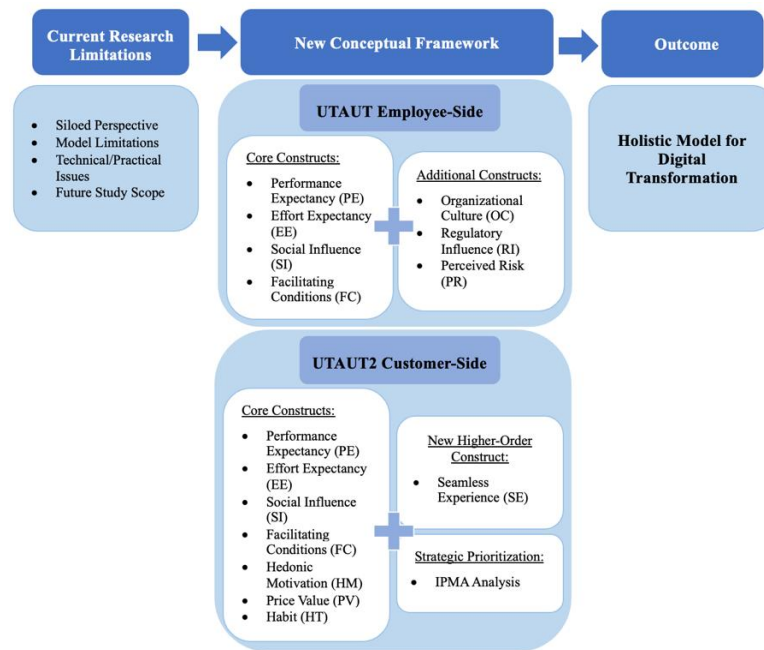 Current Research
Limitations
New Conceptual Framework
Outcome
• Siloed Perspective
• Model Limitations
• Technical/Practical
Issues
• Future Study Scope
UTAUT Employee-Side
Core Constructs:
• Performance
Expectancy (PE)
• Effort Expectancy
(EE)
• Social Influence
(SI)
• Facilitating
Conditions (FC)
Additional Constructs:
• Organizational
Culture (OC)
• Regulatory
Influence (RI)
• Perceived Risk
(PR)
Holistic Model for
Digital
Transformation
UTAUT2 Customer-Side
Core Constructs:
• Performance
Expectancy (PE)
• Effort Expectancy
(EE)
• Social Influence
(SI)
• Facilitating
Conditions (FC)
• Hedonic
Motivation (HM)
• Price Value (PV)
• Habit (HT)
New Higher-Order
Construct:
• Seamless
Experience (SE)
Strategic Prioritization:
• IPMA Analysis